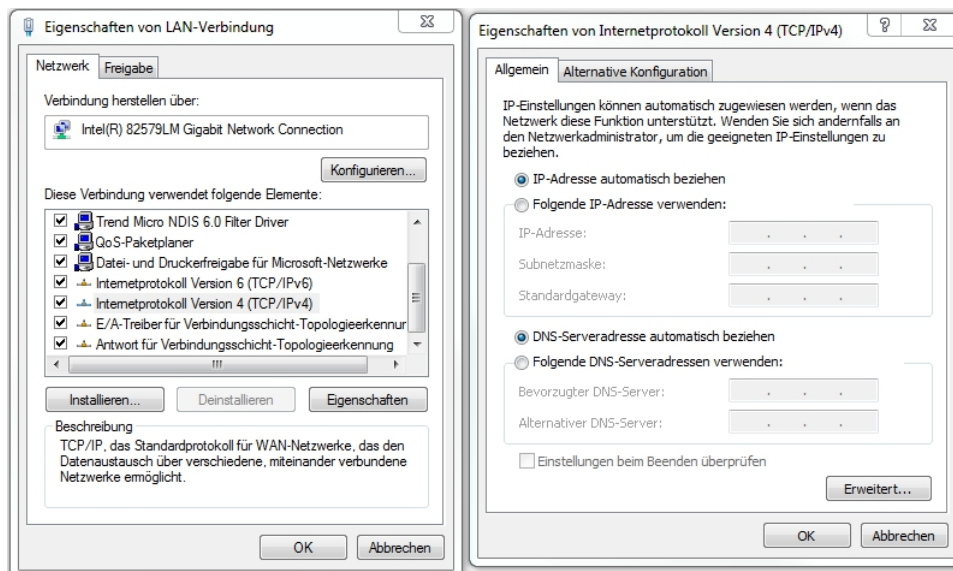 Eigenschaften von LAN-Verbindung
Netzwerk
Freigabe
Verbindung herstellen über:
Intel(R) 82579LM Gigabit Network Connection
Konfigurieren...
Diese Verbindung verwendet folgende Elemente:
Trend Micro NDIS 6.0 Filter Driver
QoS-Paketplaner
Datei- und Druckerfreigabe für Microsoft-Netzwerke
Internetprotokoll Version 6 (TCP/IPv6)
Internetprotokoll Version 4 (TCP/IPv4)
E/A-Treiber für Verbindungsschicht-Topologieerkennur
Antwort für Verbindungsschicht-Topologieerkennung
Installieren...
Deinstallieren
Eigenschaften
Beschreibung
TCP/IP, das Standardprotokoll für WAN-Netzwerke, das den
Datenaustausch über verschiedene, miteinander verbundene
Netzwerke ermöglicht.
OK
Abbrechen
Eigenschaften von Internetprotokoll Version 4 (TCP/IPv4)
Allgemein
Alternative Konfiguration
IP-Einstellungen können automatisch zugewiesen werden, wenn das
Netzwerk diese Funktion unterstützt. Wenden Sie sich andernfalls an
den Netzwerkadministrator, um die geeigneten IP-Einstellungen zu
beziehen.
IP-Adresse automatisch beziehen
Folgende IP-Adresse verwenden:
IP-Adresse:
Subnetzmaske:
Standardgateway:
DNS-Serveradresse automatisch beziehen
Folgende DNS-Serveradressen verwenden:
Bevorzugter DNS-Server:
Alternativer DNS-Server:
Einstellungen beim Beenden überprüfen
Erweitert...
OK
Abbrechen